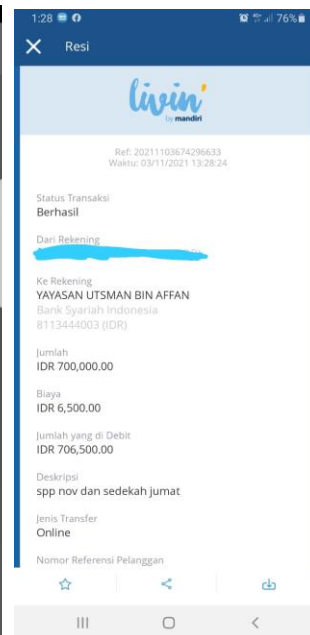 1:28
76%
Resi
livin'
by mandiri
Ref: 20211103674296633
Waktu: 03/11/2021 13:28:24
Status Transaksi
Berhasil
Dari Rekening
Ke Rekening
YAYASAN UTSMAN BIN AFFAN
Bank Syariah Indonesia
8113444003 (IDR)
Jumlah
IDR 700,000.00
Biaya
IDR 6,500.00
Jumlah yang di Debit
IDR 706,500.00
Deskripsi
spp nov dan sedekah jumat
Jenis Transfer
Online
Nomor Referensi Pelanggan